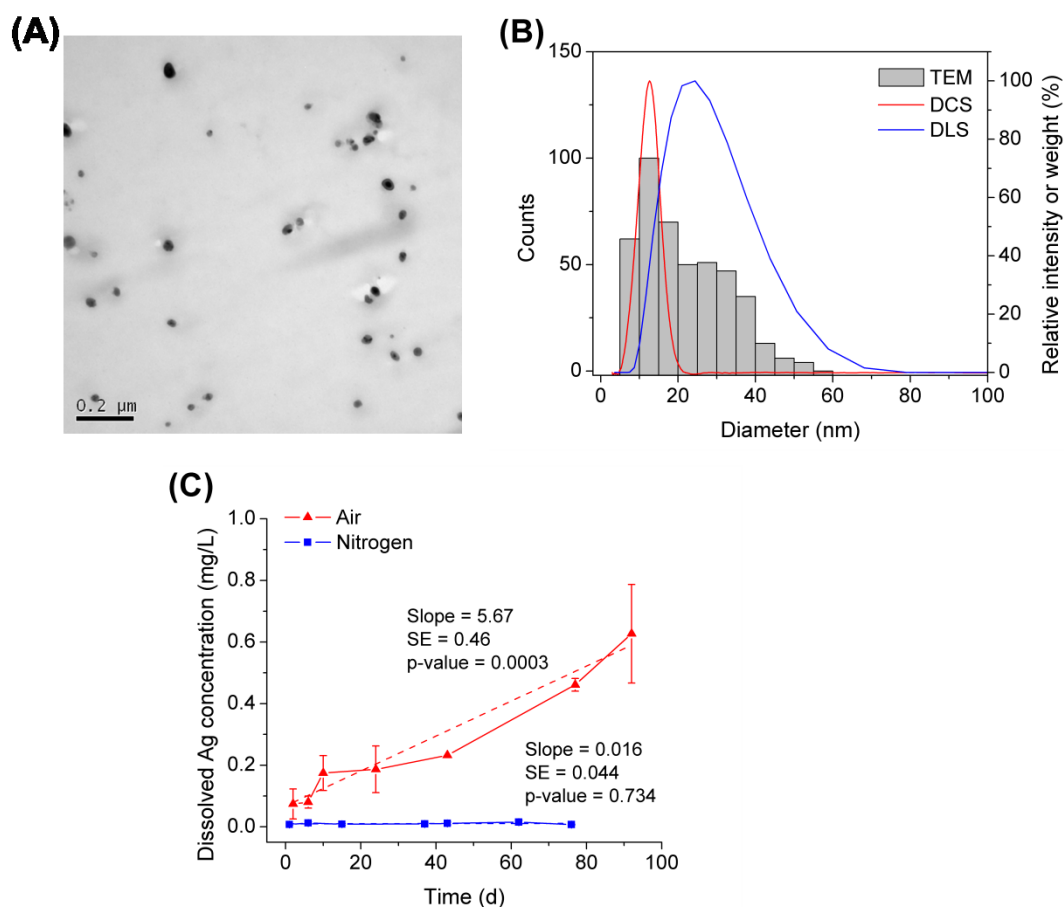 (A)
0.2 µm
(B)
150
100
50
0
Counts
TEM
DCS
DLS
100
80
60
40
20
0
Relative intensity or weight (%)
0
20
40
60
80
100
Diameter (nm)
(C)
1.0
0.8
0.6
0.4
0.2
0.0
Dissolved Ag concentration (mg/L)
Air
Nitrogen
Slope = 5.67
SE = 0.46
p-value = 0.0003
Slope = 0.016
SE = 0.044
p-value = 0.734
0
20
40
60
80
100
Time (d)